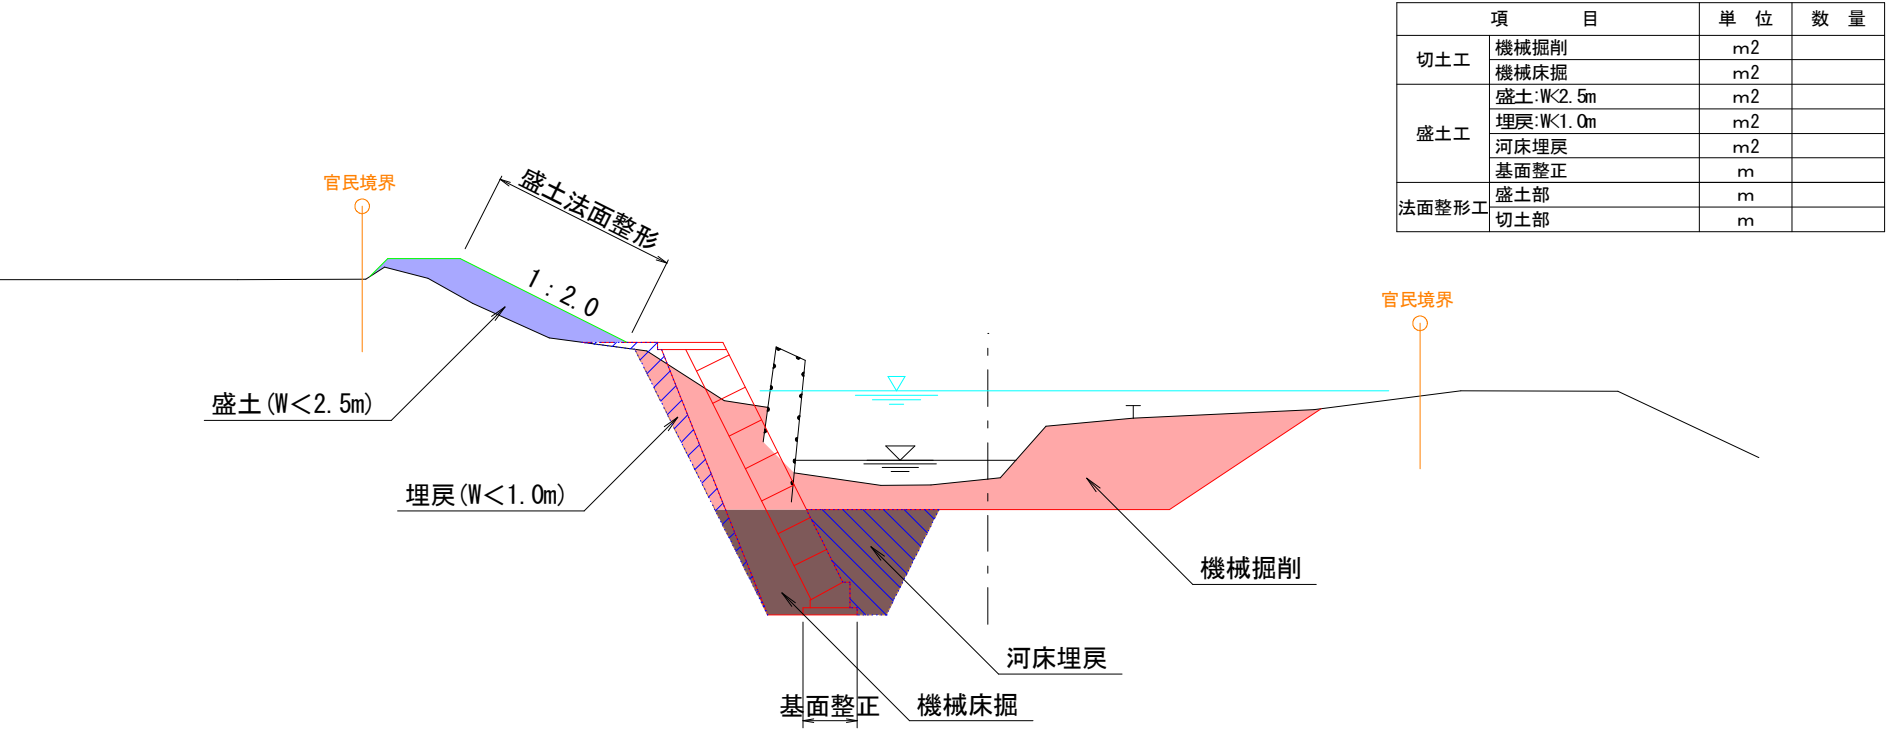 項 目 単 位 数 量
切土工 機械掘削 m2
機械床掘 m2
盛土工 盛土:W<2.5m m2
埋戻:W<1.0m m2
河床埋戻 m2
基面整正 m
法面整形工 盛土部 m
切土部 m
官民境界
盛土法面整形
1:2.0
官民境界
盛土(W<2.5m)
埋戻(W<1.0m)
機械掘削
河床埋戻
基面整正
機械床掘